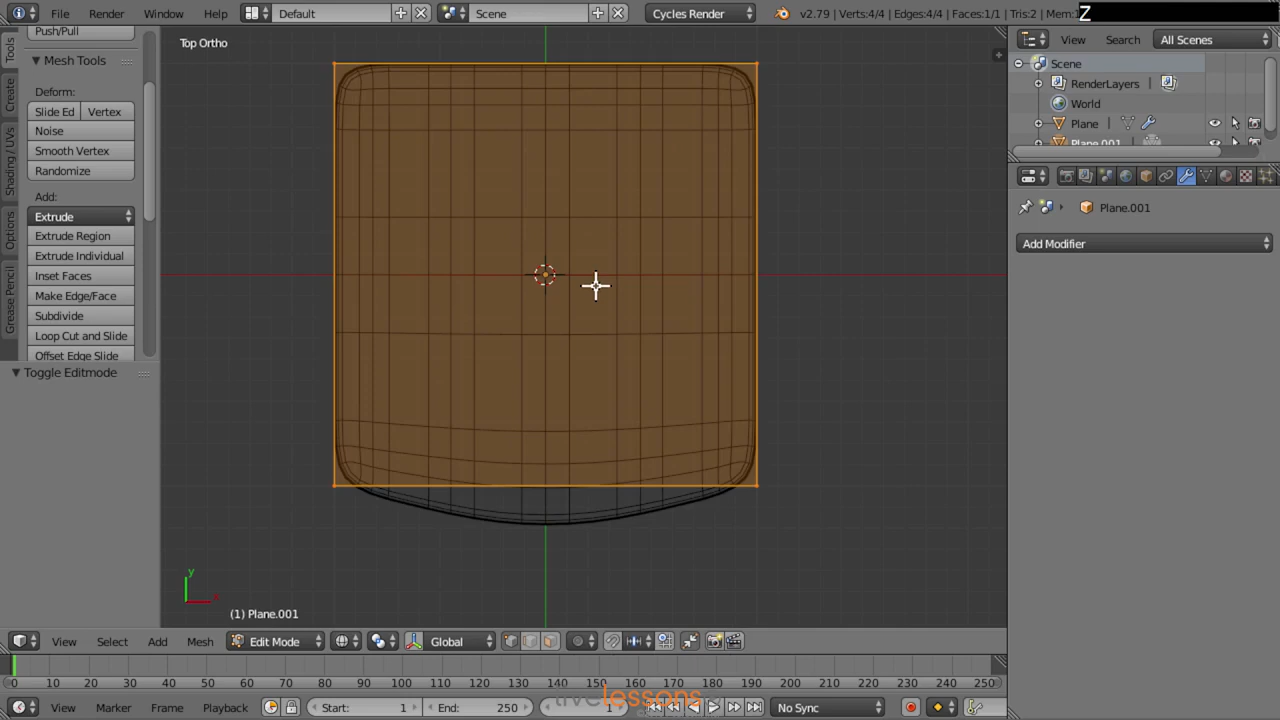 File Render Window Help Default Scene Cycles Render v2.79 | Verts:4/4 | Edges:4/4 | Faces:1/1 | Tris:2 | Mem:1 Z
Push/Pull
Mesh Tools
Deform:
Slide Ed Vertex
Noise
Smooth Vertex
Randomize
Add:
Extrude
Extrude Region
Extrude Individual
Inset Faces
Make Edge/Face
Subdivide
Loop Cut and Slide
Offset Edge Slide
Toggle Editmode
Tools
Create
Shading / UVs
Options
Grease Pencil
Top Ortho
y
x
(1) Plane.001
View Search All Scenes
Scene
RenderLayers
World
Plane
Plane.001
Plane.001
Add Modifier
View Select Add Mesh Edit Mode Global
0 10 20 30 40 50 60 70 80 90 100 110 120 130 140 150 160 170 180 190 200 210 220 230 240 250
View Marker Frame Playback Start: 1 End: 250 1 No Sync
livelessons